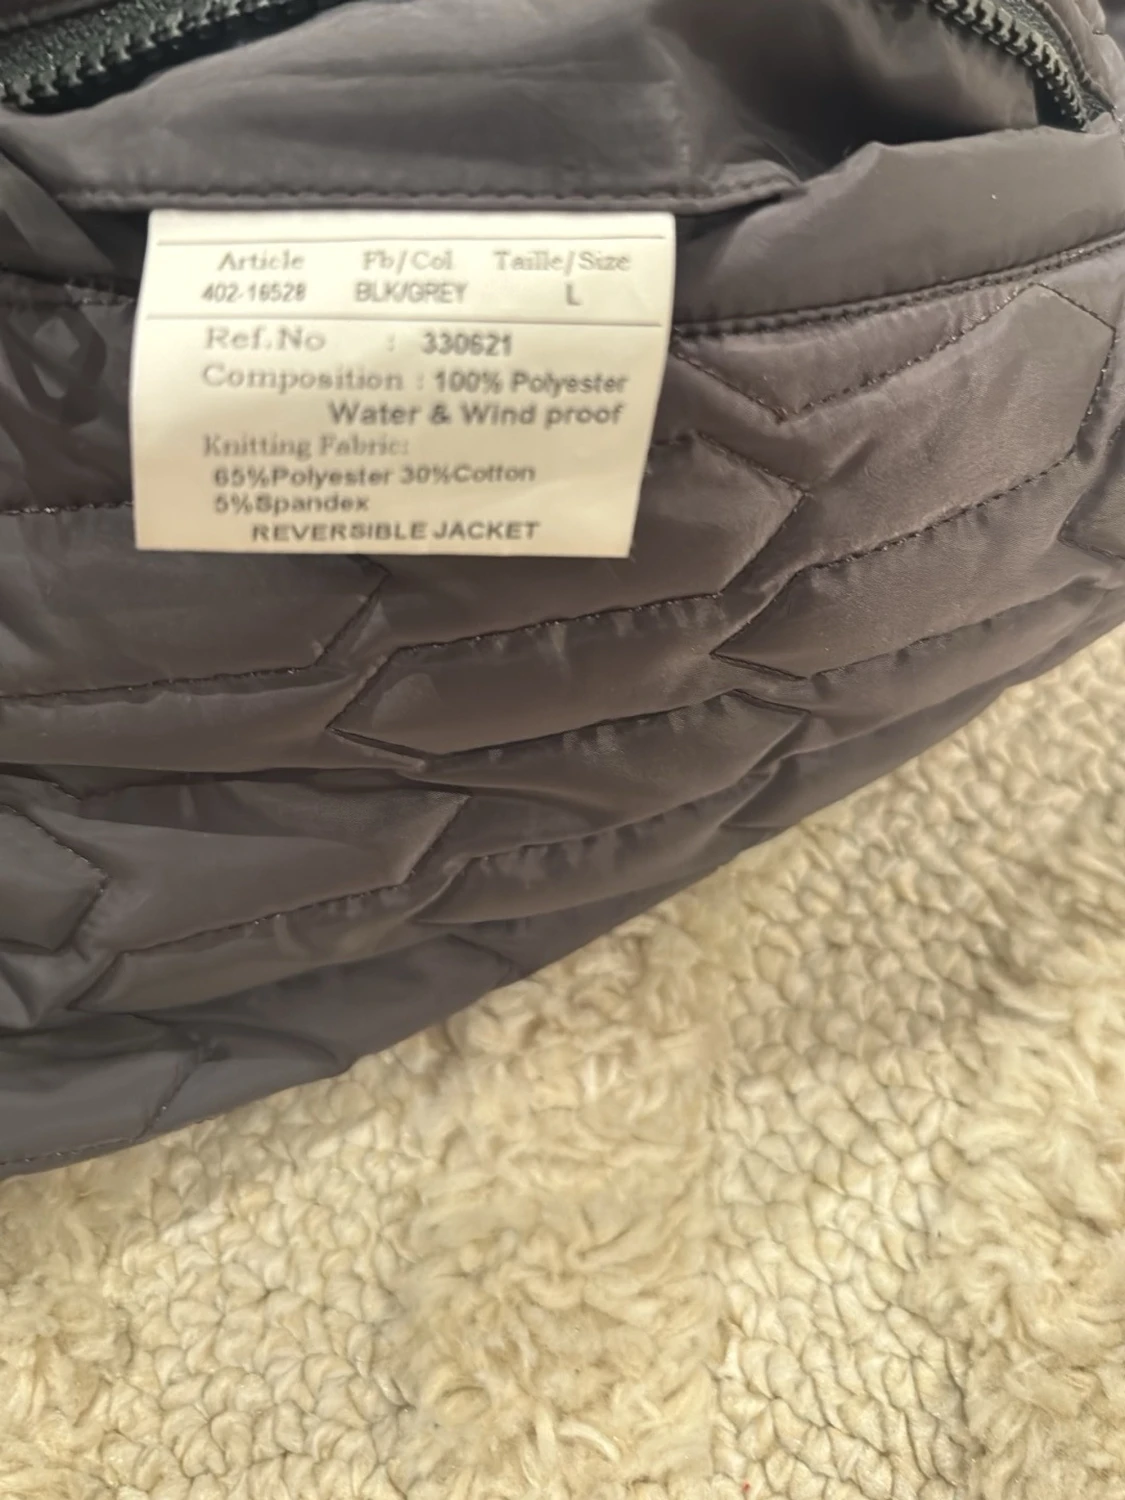 Article Fb/Col Taille/Size
402-16528 BLK/GREY L
Ref.No : 330621
Composition : 100% Polyester
Water & Wind proof
Knitting Fabric:
65%Polyester 30%Cotton
5%Spandex
REVERSIBLE JACKET